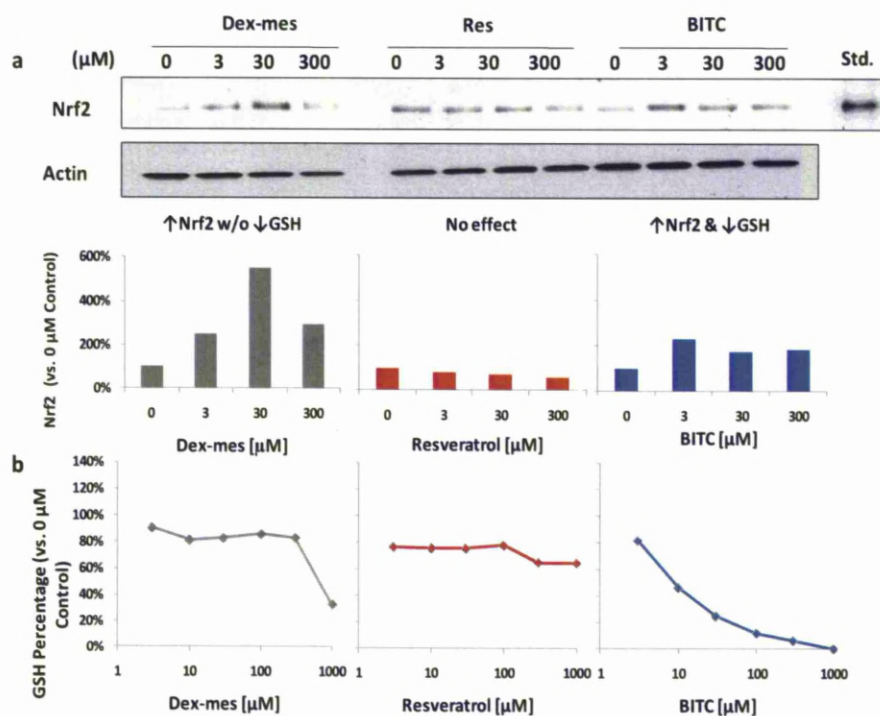 Dex-mes Res BITC
a (μM) 0 3 30 300 0 3 30 300 0 3 30 300 Std.
Nrf2
Actin
↑Nrf2 w/o ↓GSH No effect ↑Nrf2 & ↓GSH
Nrf2 (vs. 0 μM Control)
600%
400%
200%
0%
0 3 30 300 0 3 30 300 0 3 30 300
Dex-mes [μM] Resveratrol [μM] BITC [μM]
b
GSH Percentage (vs. 0 μM Control)
140%
120%
100%
80%
60%
40%
20%
0%
1 10 100 1000 1 10 100 1000 1 10 100 1000
Dex-mes [μM] Resveratrol [μM] BITC [μM]